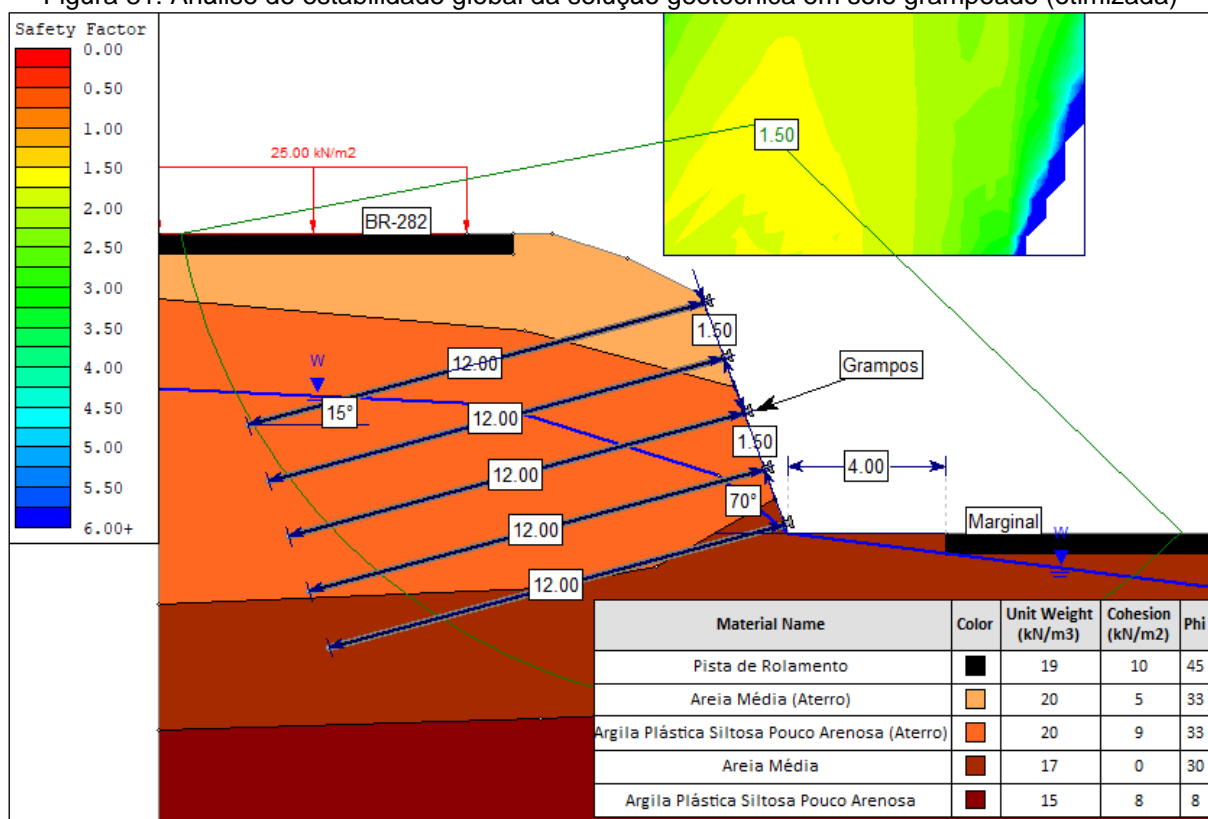 Figura 81: Análise de estabilidade global da solução geotécnica em solo grampeado (otimizada)
Safety Factor
0.00
0.50
1.00
1.50
2.00
2.50
3.00
3.50
4.00
4.50
5.00
5.50
6.00+
25.00 kN/m2
BR-282
1.50
1.50
Grampos
W
12.00
15°
12.00
1.50
4.00
12.00
70°
Marginal
12.00
W
12.00
Material Name Color Unit Weight (kN/m3) Cohesion (kN/m2) Phi
Pista de Rolamento 19 10 45
Areia Média (Aterro) 20 5 33
Argila Plástica Siltosa Pouco Arenosa (Aterro) 20 9 33
Areia Média 17 0 30
Argila Plástica Siltosa Pouco Arenosa 15 8 8